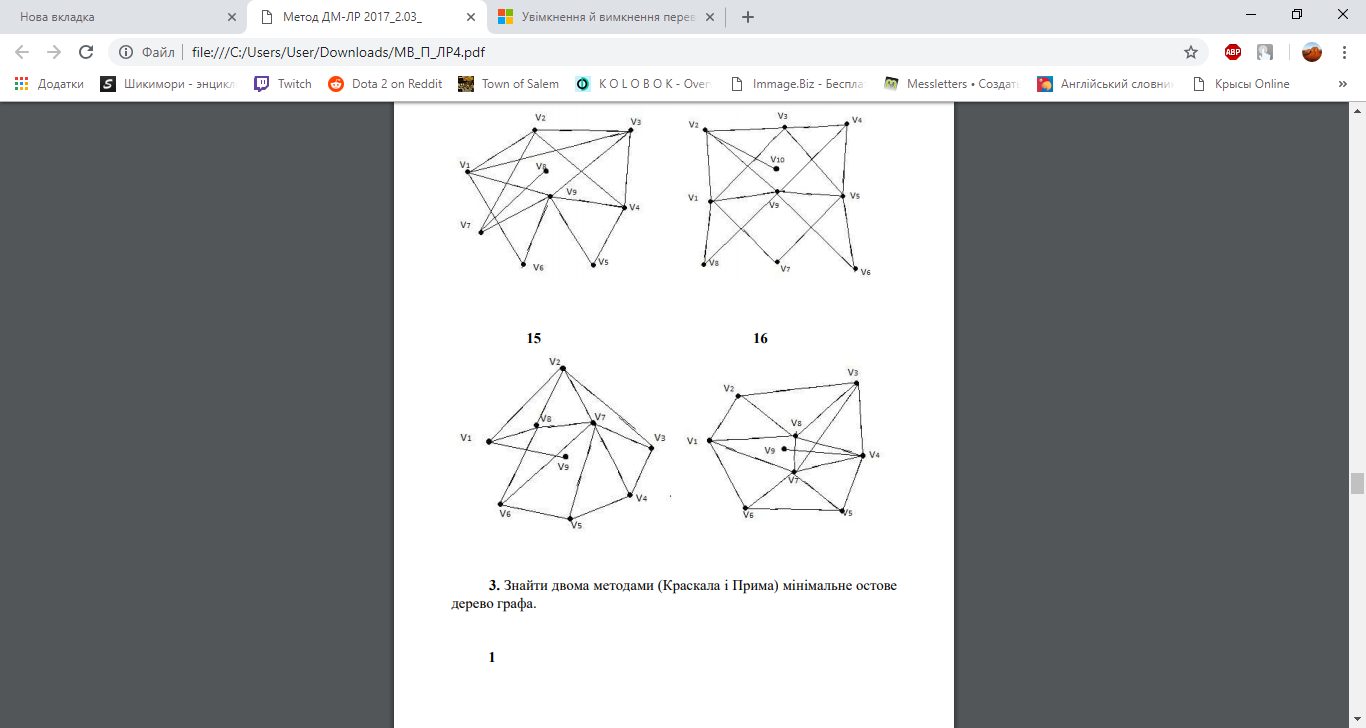 Нова вкладка
Метод ДМ-ЛР 2017_2.03_
Увімкнення й вимкнення перев
Файл
file:///C:/Users/User/Downloads/МВ_П_ЛР4.pdf
ABP
Додатки
Шикимори - энцикл
Twitch
Dota 2 on Reddit
Town of Salem
K O L O B O K - Over
Immage.Biz - Беспла
Messletters • Создать
Англійський словни
Крысы Online
»
V2
V3
V1
V8
V9
V4
V7
V6
V5
V2
V3
V4
V10
V1
V9
V5
V8
V7
V6
15
16
V2
V8
V7
V1
V3
V9
V4
V6
V5
V3
V2
V8
V1
V9
V4
V7
V6
V5
3. Знайти двома методами (Краскала і Прима) мінімальне остове
дерево графа.
1